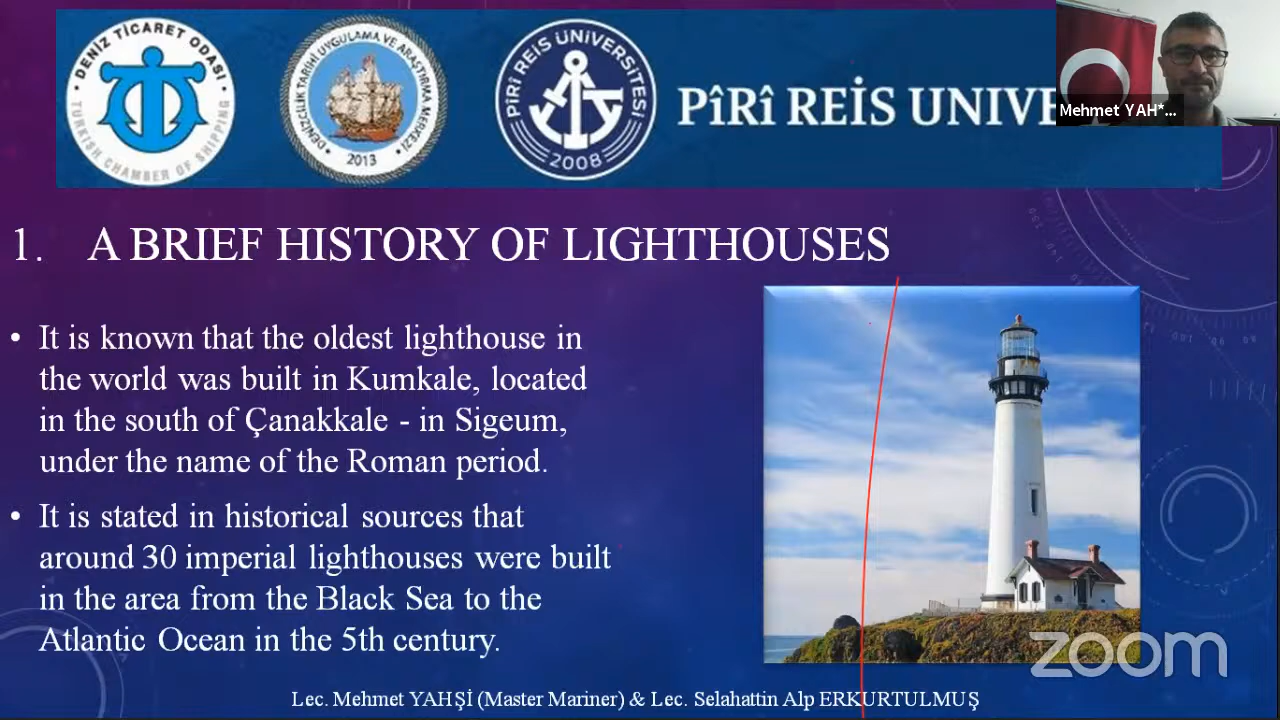 DENİZ TİCARET ODASI
TURKISH CHAMBER OF SHIPPING
DENİZCİLİK TARİHİ UYGULAMA VE ARAŞTIRMA MERKEZİ
2013
PÎRÎ REİS ÜNİVERSİTESİ
2008
PÎRÎ REİS UNIVE
Mehmet YAH*...
1. A BRIEF HISTORY OF LIGHTHOUSES
• It is known that the oldest lighthouse in
the world was built in Kumkale, located
in the south of Çanakkale - in Sigeum,
under the name of the Roman period.
• It is stated in historical sources that
around 30 imperial lighthouses were built
in the area from the Black Sea to the
Atlantic Ocean in the 5th century.
zoom
Lec. Mehmet YAHŞİ (Master Mariner) & Lec. Selahattin Alp ERKURTULMUŞ